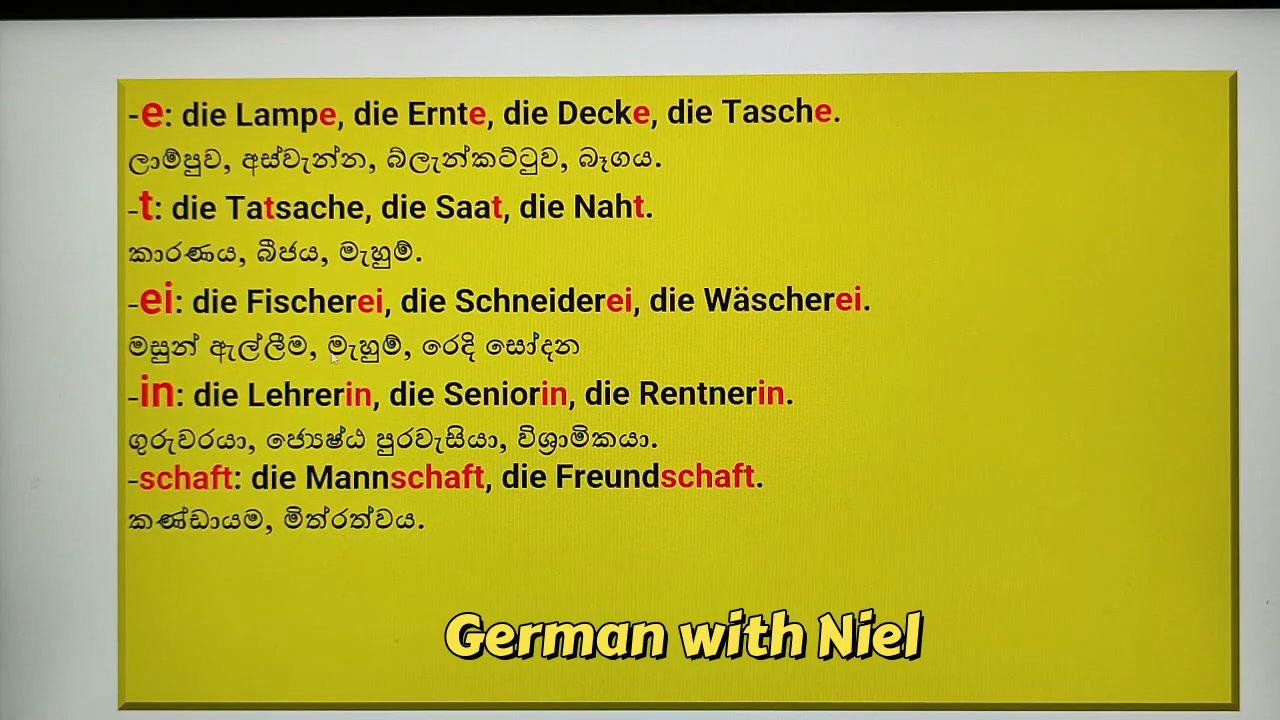 -e: die Lampe, die Ernte, die Decke, die Tasche.
ලාම්පුව, අස්වැන්න, බ්ලැන්කට්ටුව, බෑගය.
-t: die Tatsache, die Saat, die Naht.
කාරණය, බීජය, මැහුම්.
-ei: die Fischerei, die Schneiderei, die Wäscherei.
මසුන් ඇල්ලීම, මැහුම්, රෙදි සෝදන
-in: die Lehrerin, die Seniorin, die Rentnerin.
ගුරුවරයා, ජ්‍යෙෂ්ඨ පුරවැසියා, විශ්‍රාමිකයා.
-schaft: die Mannschaft, die Freundschaft.
කණ්ඩායම, මිත්රත්වය.
German with Niel